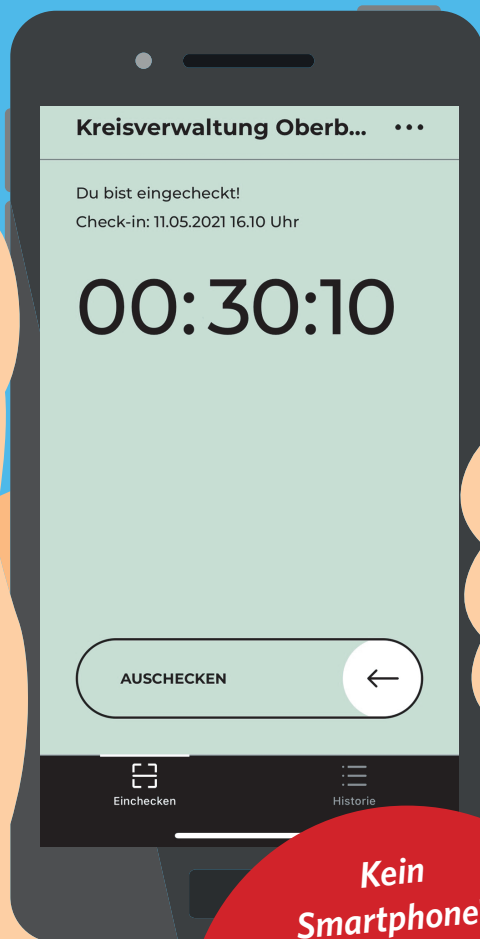 Kreisverwaltung Oberb...
Du bist eingecheckt!
Check-in: 11.05.2021 16.10 Uhr
00:30:10
AUSCHECKEN
Einchecken
Historie
Kein
Smartphone